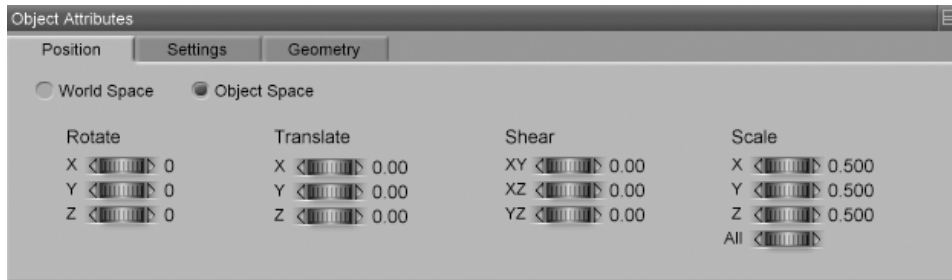 Object Attributes
Position Settings Geometry
World Space Object Space
Rotate Translate Shear Scale
X 0 X 0.00 XY 0.00 X 0.500
Y 0 Y 0.00 XZ 0.00 Y 0.500
Z 0 Z 0.00 YZ 0.00 Z 0.500
All